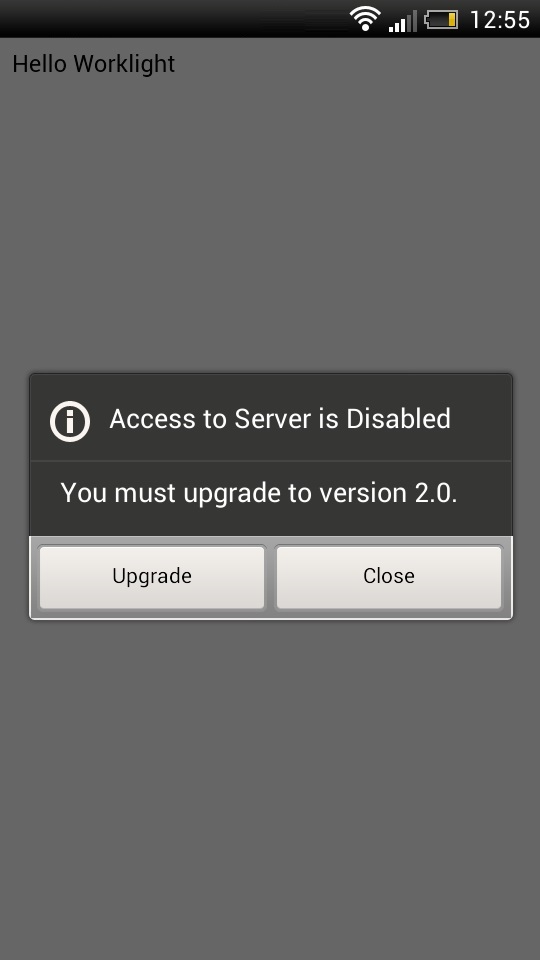 12:55
Hello Worklight
Access to Server is Disabled
You must upgrade to version 2.0.
Upgrade Close